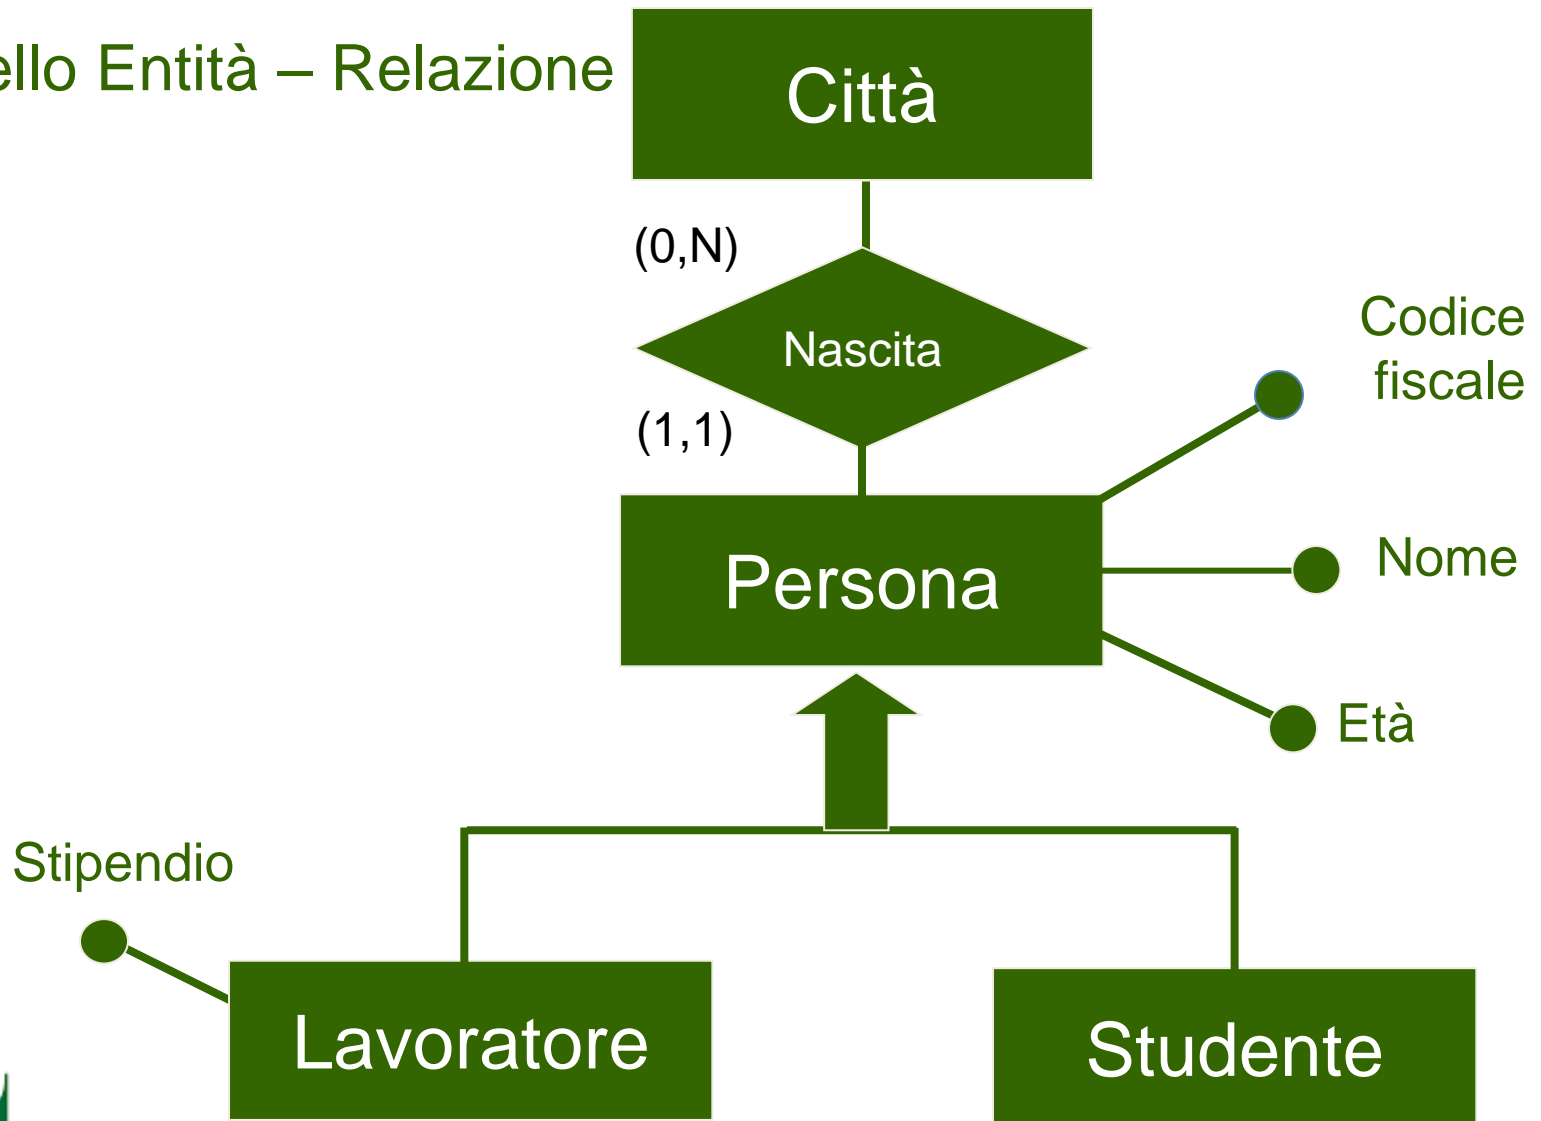 ello Entità – Relazione
Città
(0,N)
Nascita
(1,1)
Codice
fiscale
Persona
Nome
Età
Stipendio
Lavoratore
Studente